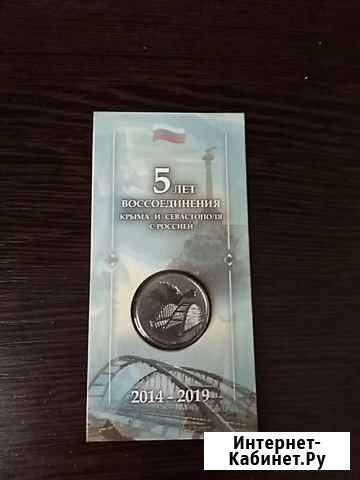 5 ЛЕТ
ВОССОЕДИНЕНИЯ
КРЫМА И СЕВАСТОПОЛЯ
С РОССИЕЙ
2014 - 2019
Интернет-
Кабинет.Ру